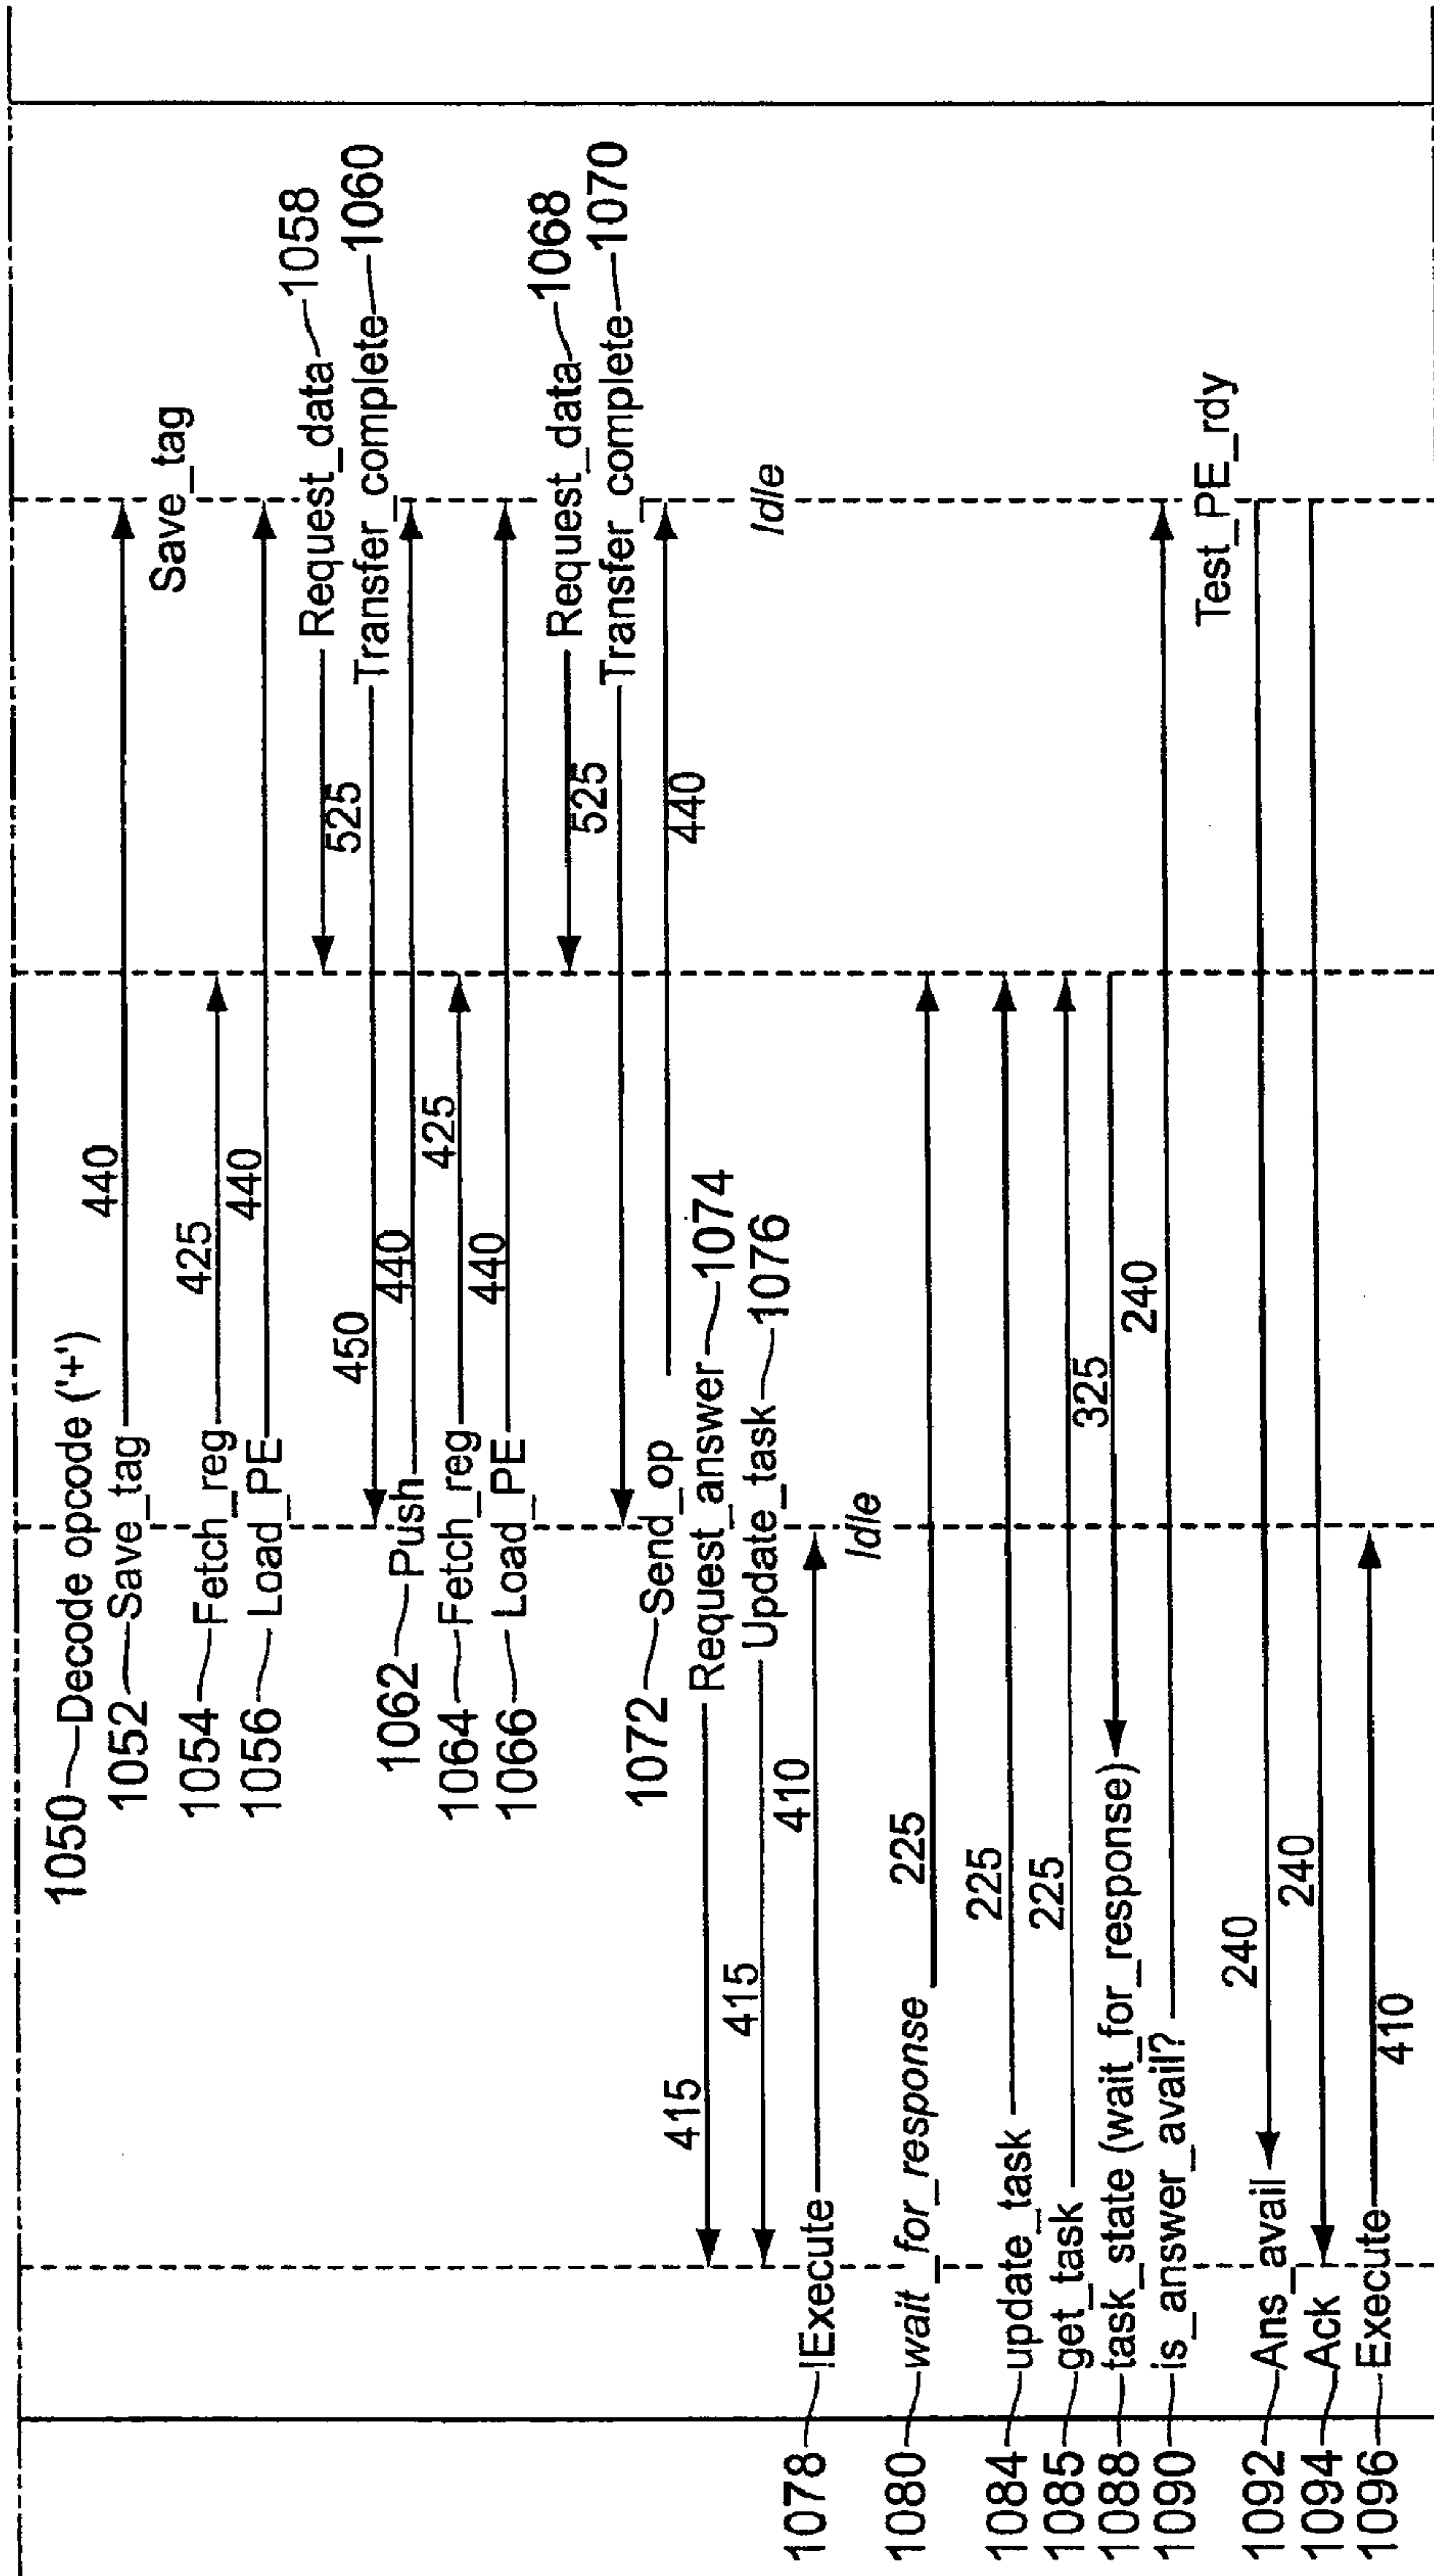 1050 Decode opcode ('+')
1052 Save_tag 440
Save_tag
1054 Fetch_reg 425
1056 Load_PE 440
525 Request_data 1058
450 Transfer_complete 1060
1062 Push 440
1064 Fetch_reg 425
1066 Load_PE 440
525 Request_data 1068
Transfer_complete 1070
1072 Send_op 440
415 Request_answer 1074
415 Update_task 1076
Idle
1078 !Execute 410
Idle
1080 wait_for_response 225
1084 update_task 225
1085 get_task 225
1088 task_state (wait_for_response) 325
1090 is_answer_avail? 240
Test_PE_rdy
1092 Ans_avail 240
1094 Ack 240
1096 Execute 410